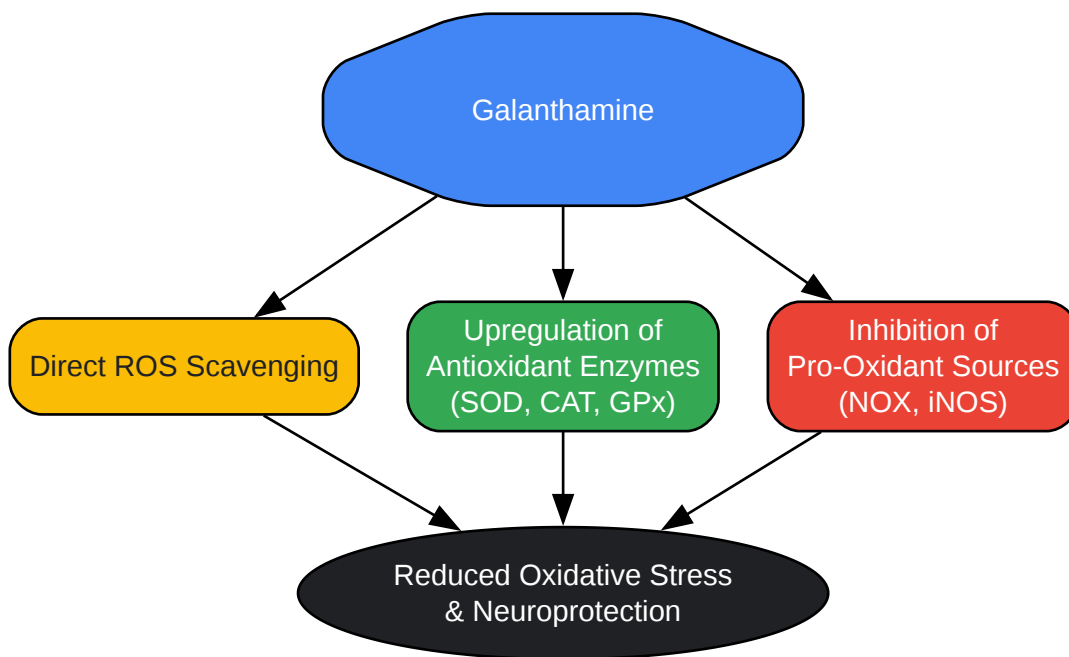 Galanthamine
Direct ROS Scavenging
Upregulation of
Antioxidant Enzymes
(SOD, CAT, GPx)
Inhibition of
Pro-Oxidant Sources
(NOX, iNOS)
Reduced Oxidative Stress
& Neuroprotection